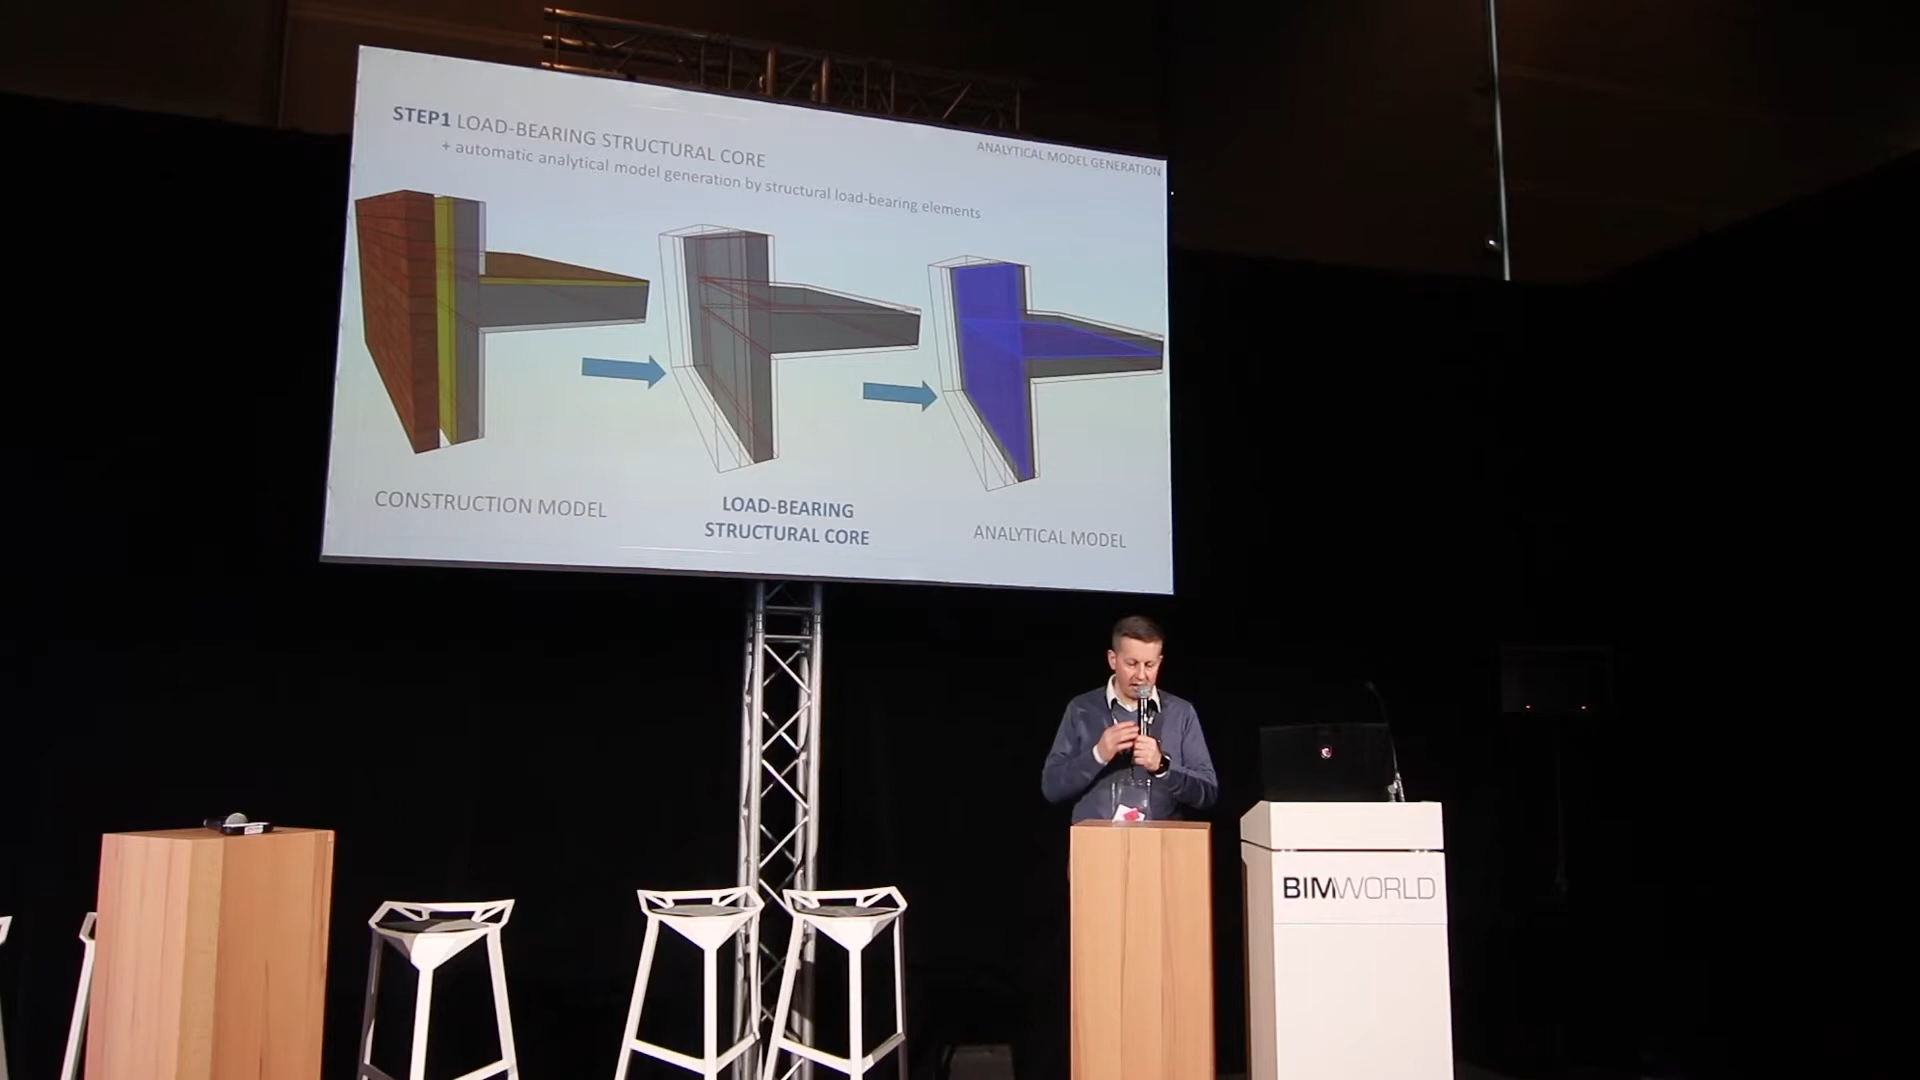 STEP1 LOAD-BEARING STRUCTURAL CORE
+ automatic analytical model generation by structural load-bearing elements
ANALYTICAL MODEL GENERATION
CONSTRUCTION MODEL
LOAD-BEARING
STRUCTURAL CORE
ANALYTICAL MODEL
BIMWORLD